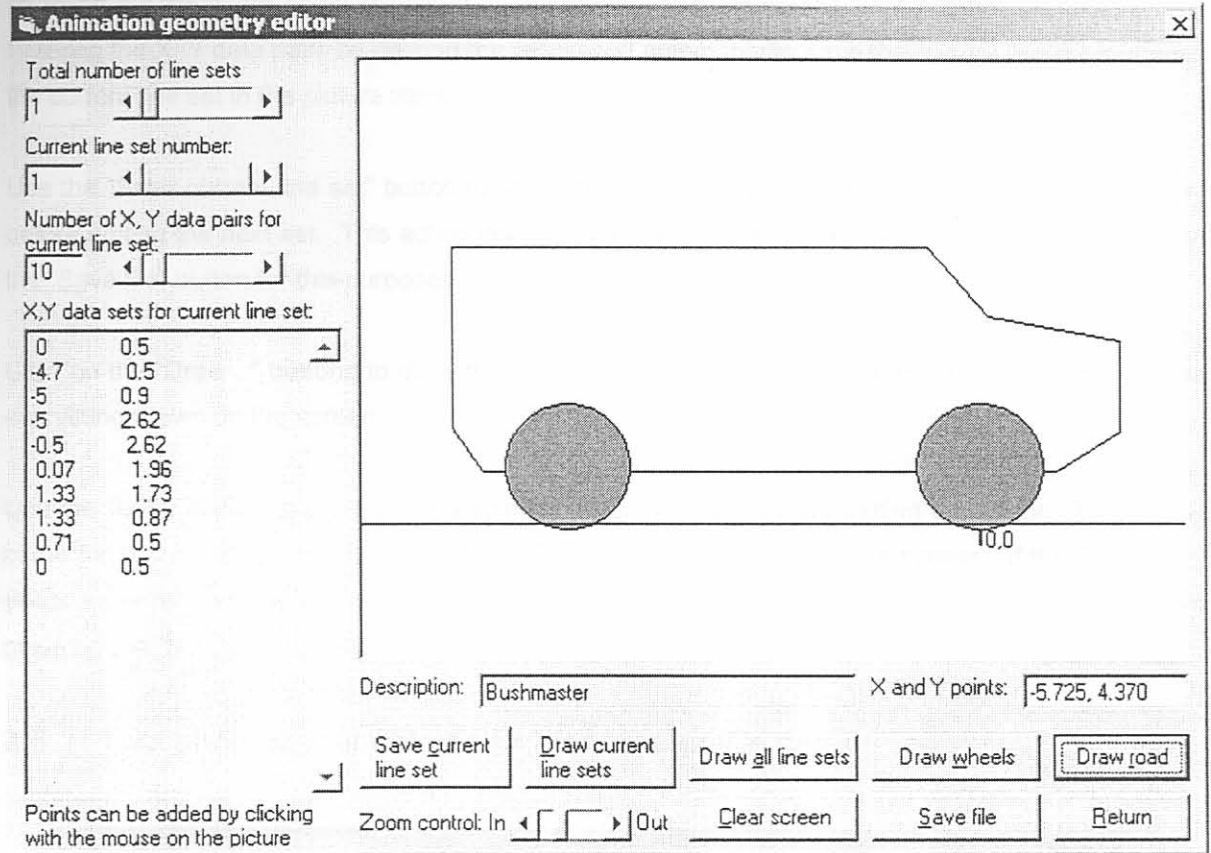 Animation geometry editor
Total number of line sets
1
Current line set number:
1
Number of X, Y data pairs for
current line set:
10
X,Y data sets for current line set:
0 0.5
-4.7 0.5
-5 0.9
-5 2.62
-0.5 2.62
0.07 1.96
1.33 1.73
1.33 0.87
0.71 0.5
0 0.5
Points can be added by clicking
with the mouse on the picture
0,0
Description: Bushmaster
X and Y points: -5.725, 4.370
Save current
line set
Draw current
line sets
Draw all line sets
Draw wheels
Draw road
Zoom control: In Out
Clear screen
Save file
Return